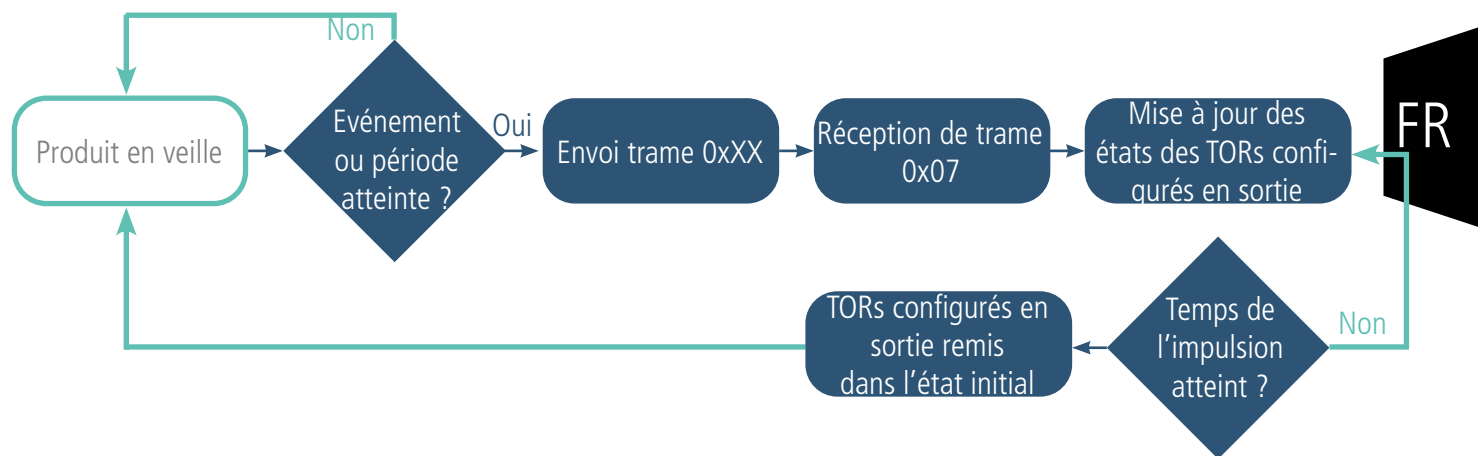 Non
Produit en veille
Evénement
ou période
atteinte ?
Oui
Envoi trame 0xXX
Réception de trame
0x07
Mise à jour des
états des TORs confi-
gurés en sortie
FR
TORs configurés en
sortie remis
dans l’état initial
Temps de
l’impulsion
atteint ?
Non